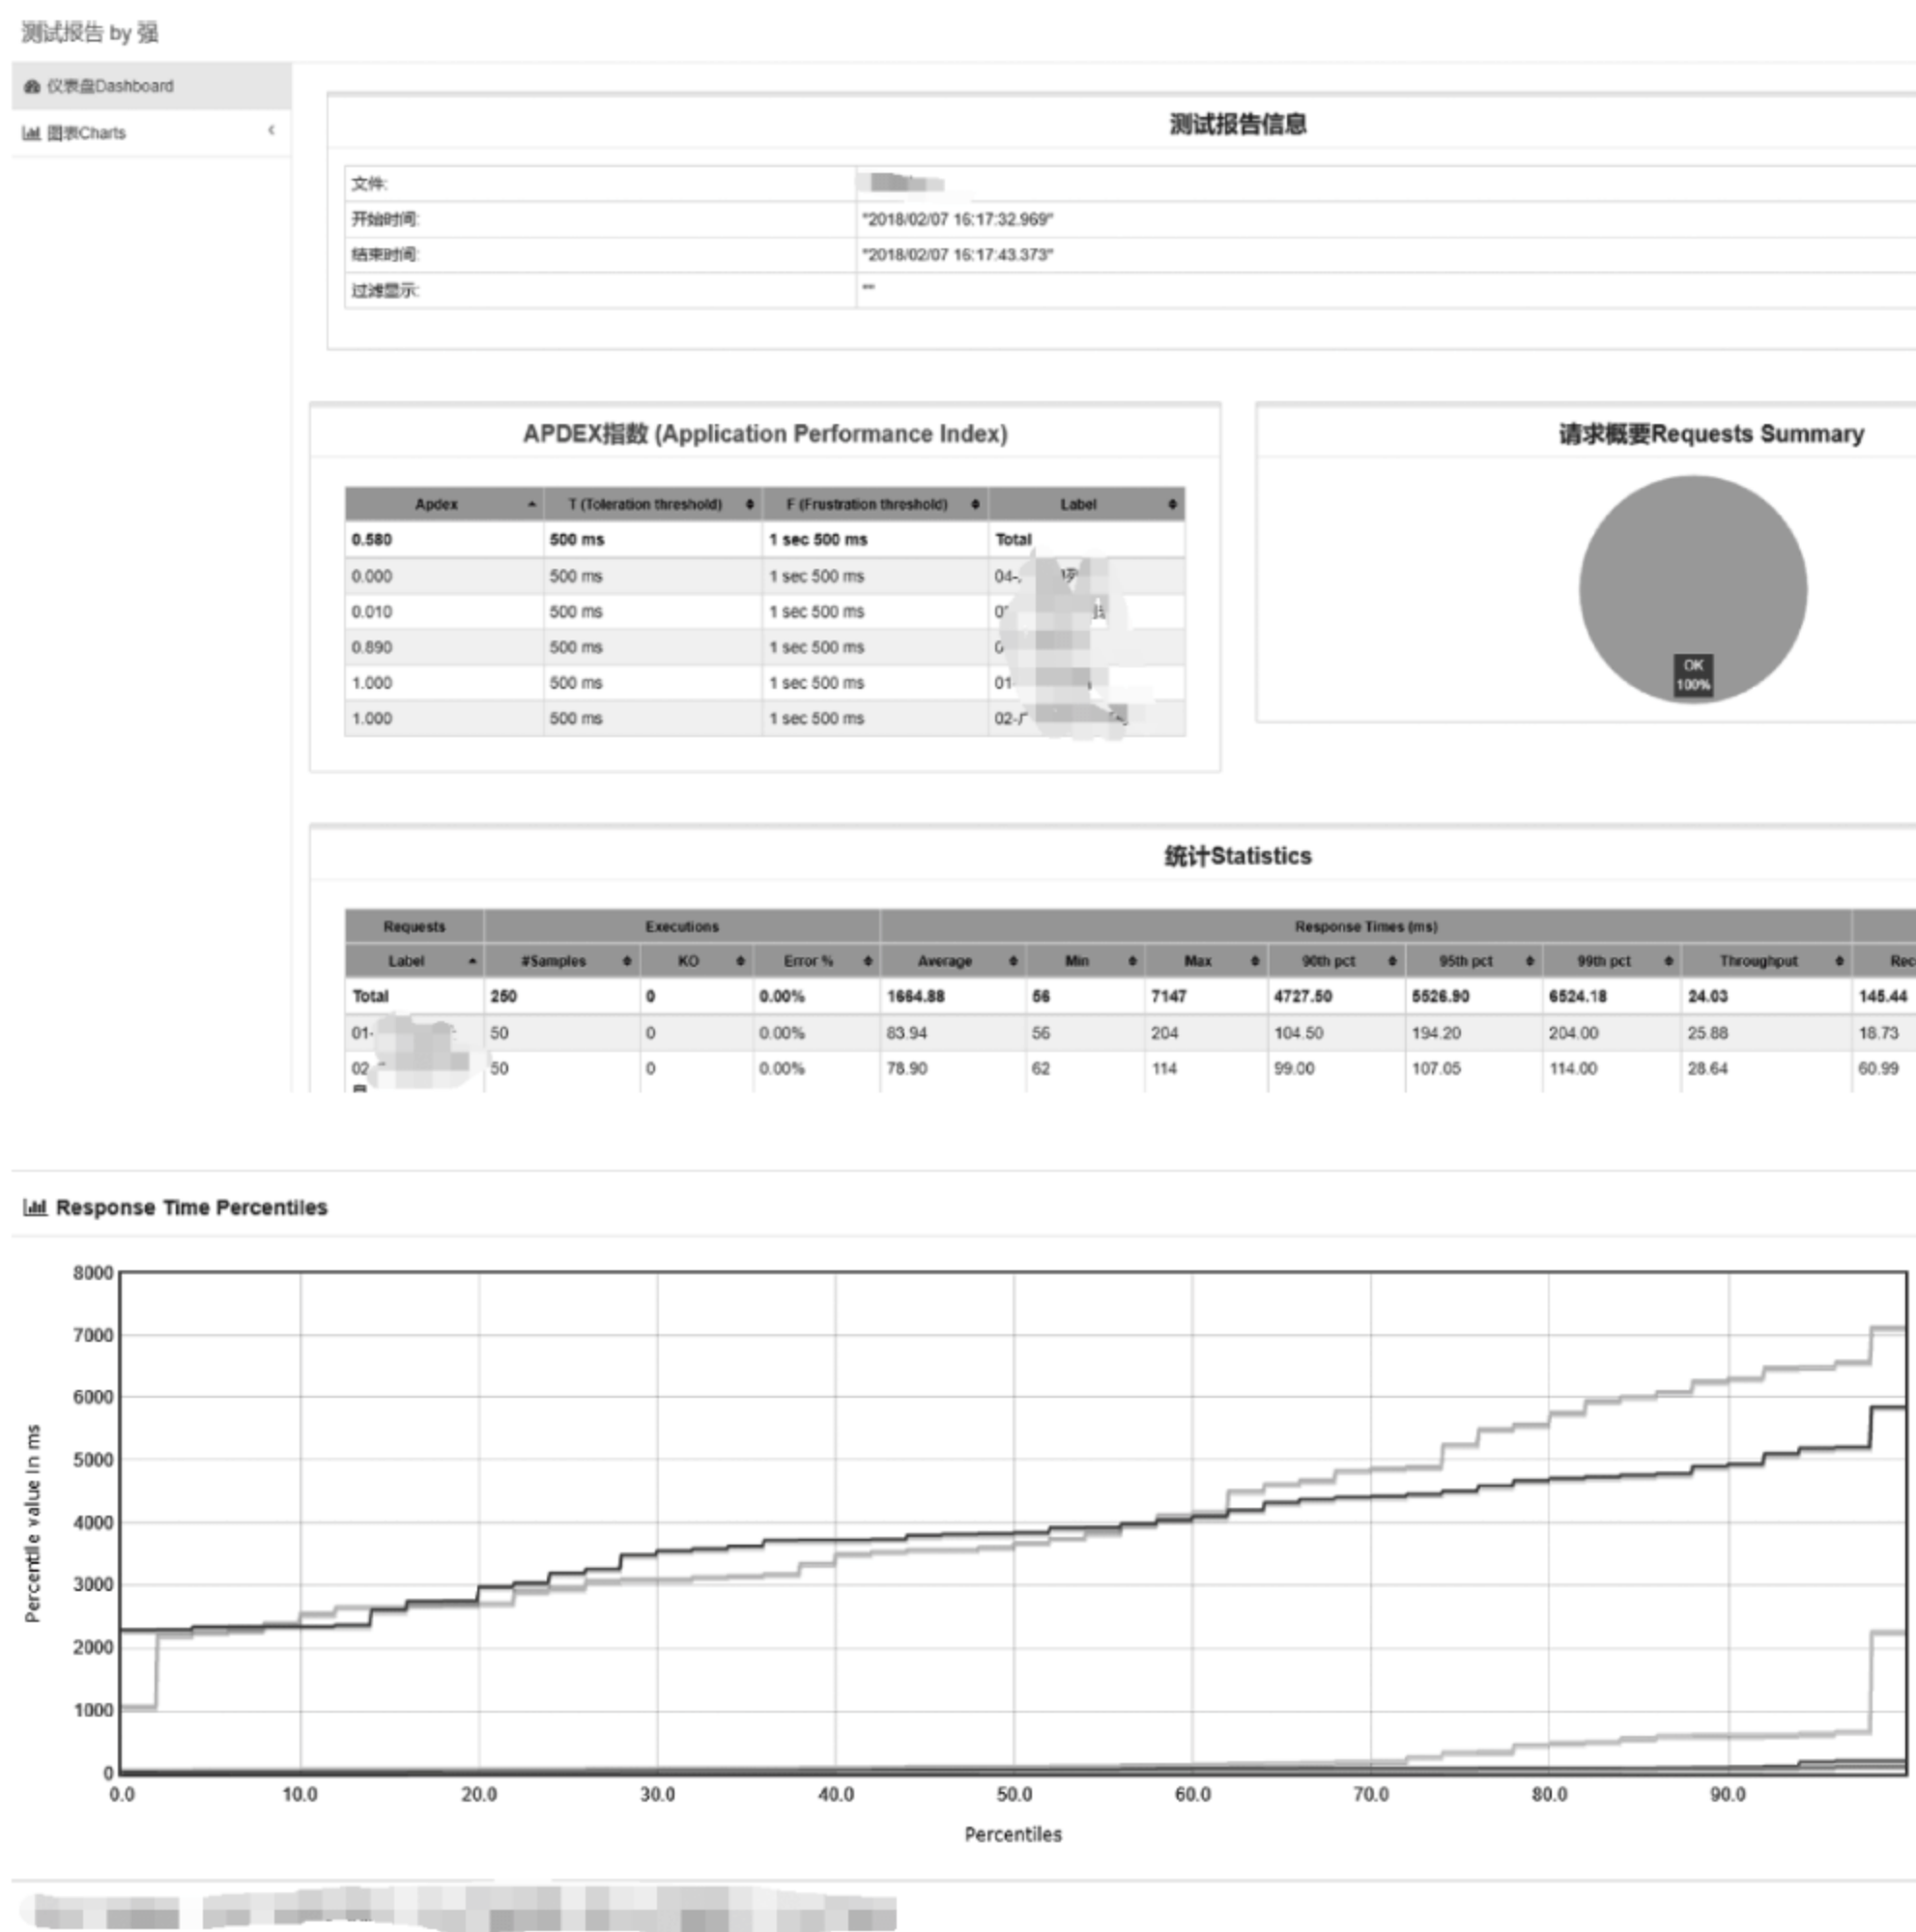 测试报告 by 强
仪表盘Dashboard
图表Charts
测试报告信息
文件:
开始时间: "2018/02/07 16:17:32.969"
结束时间: "2018/02/07 16:17:43.373"
过滤显示: ""
APDEX指数 (Application Performance Index)
Apdex T (Toleration threshold) F (Frustration threshold) Label
0.580 500 ms 1 sec 500 ms Total
0.000 500 ms 1 sec 500 ms 04-
0.010 500 ms 1 sec 500 ms
0.890 500 ms 1 sec 500 ms
1.000 500 ms 1 sec 500 ms 01-
1.000 500 ms 1 sec 500 ms 02-
请求概要Requests Summary
OK
100%
统计Statistics
Requests Executions Response Times (ms)
Label #Samples KO Error % Average Min Max 90th pct 95th pct 99th pct Throughput Rec
Total 250 0 0.00% 1664.88 56 7147 4727.50 5526.90 6524.18 24.03 145.44
01- 50 0 0.00% 83.94 56 204 104.50 194.20 204.00 25.88 18.73
02 50 0 0.00% 78.90 62 114 99.00 107.05 114.00 28.64 60.99
Response Time Percentiles
Percentile value in ms
8000
7000
6000
5000
4000
3000
2000
1000
0
0.0 10.0 20.0 30.0 40.0 50.0 60.0 70.0 80.0 90.0
Percentiles